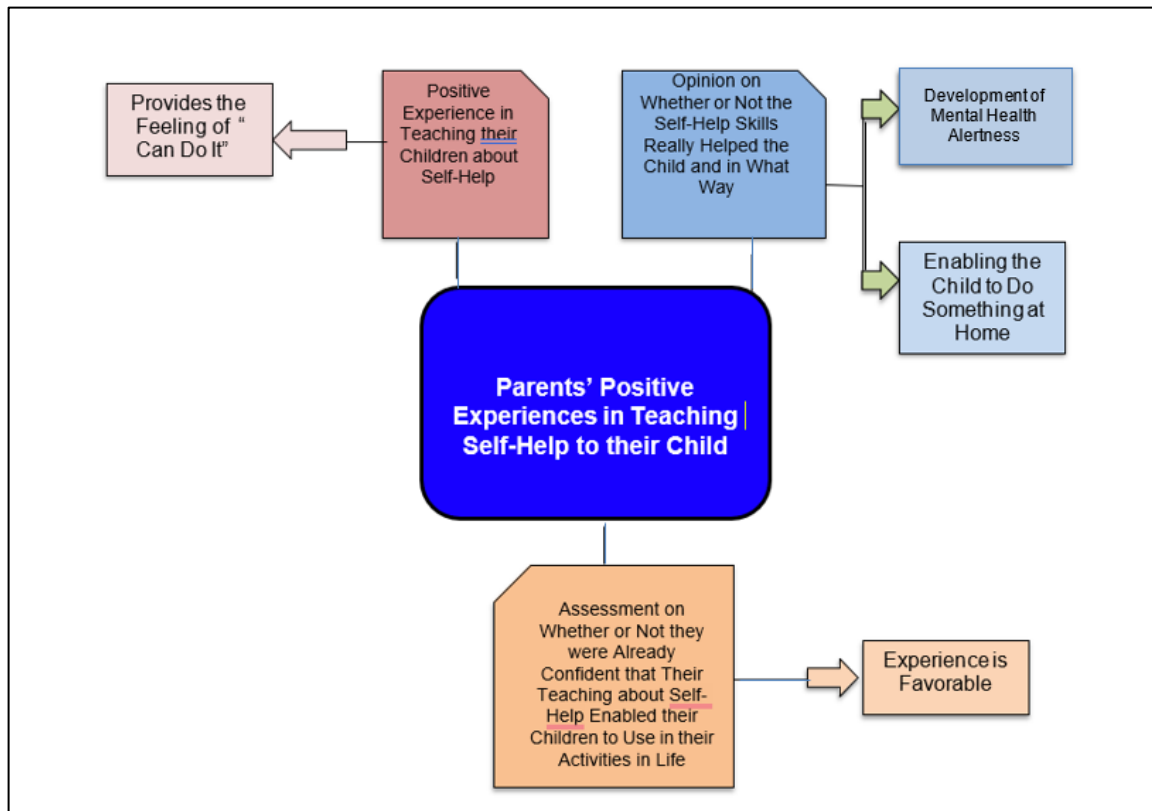 Provides the
Feeling of “
Can Do It”
Positive
Experience in
Teaching their
Children about
Self-Help
Opinion on
Whether or Not the
Self-Help Skills
Really Helped the
Child and in What
Way
Development of
Mental Health
Alertness
Enabling the
Child to Do
Something at
Home
Parents’ Positive
Experiences in Teaching
Self-Help to their Child
Assessment on
Whether or Not they
were Already
Confident that Their
Teaching about Self-
Help Enabled their
Children to Use in their
Activities in Life
Experience is
Favorable